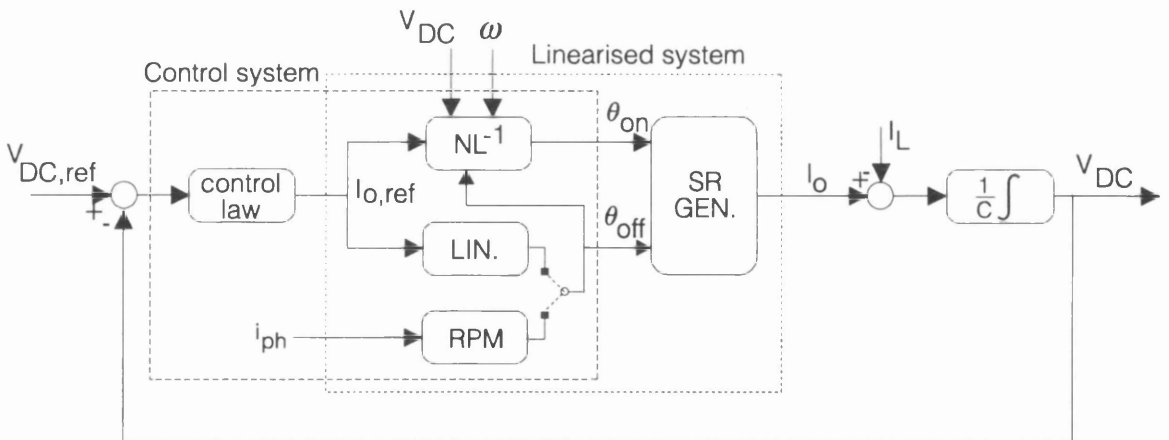 V_DC ω
Linearised system
Control system
θ_on
NL⁻¹
I_L
V_DC,ref
V_DC
control
law
SR
GEN.
I_o
+ -
1/C ∫
I_o,ref
+ -
θ_off
LIN.
i_ph
RPM